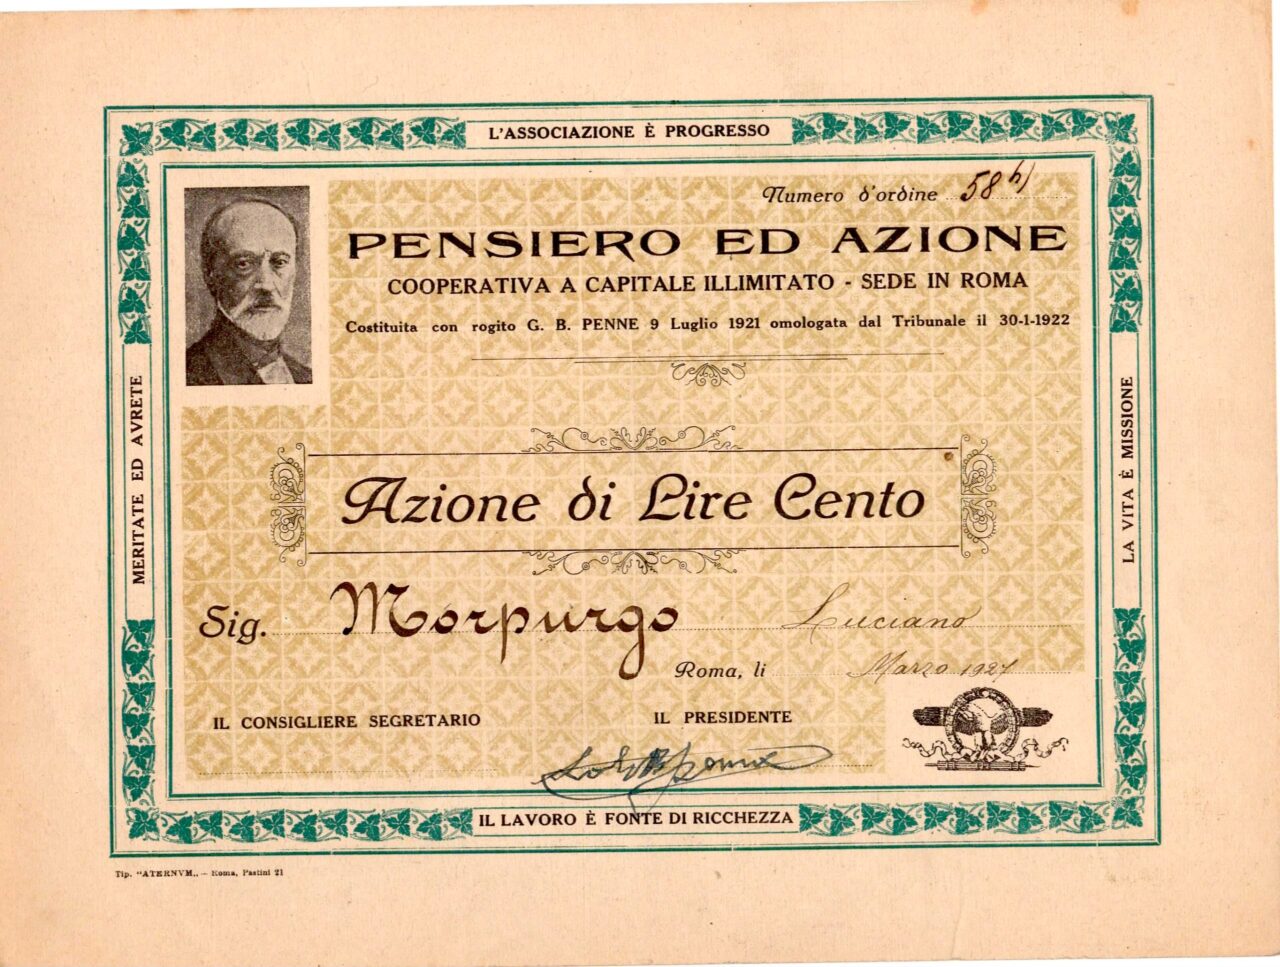 L'ASSOCIAZIONE È PROGRESSO
Numero d'ordine 58 b)
PENSIERO ED AZIONE
COOPERATIVA A CAPITALE ILLIMITATO - SEDE IN ROMA
Costituita con rogito G. B. PENNE 9 Luglio 1921 omologata dal Tribunale il 30-1-1922
MERITATE ED AVRETE
LA VITA È MISSIONE
Azione di Lire Cento
Sig. Morpurgo Luciano
Roma, li Marzo 1927
IL CONSIGLIERE SEGRETARIO IL PRESIDENTE
IL LAVORO È FONTE DI RICCHEZZA
Tip. "ATERNVM„ - Roma, Pastini 21